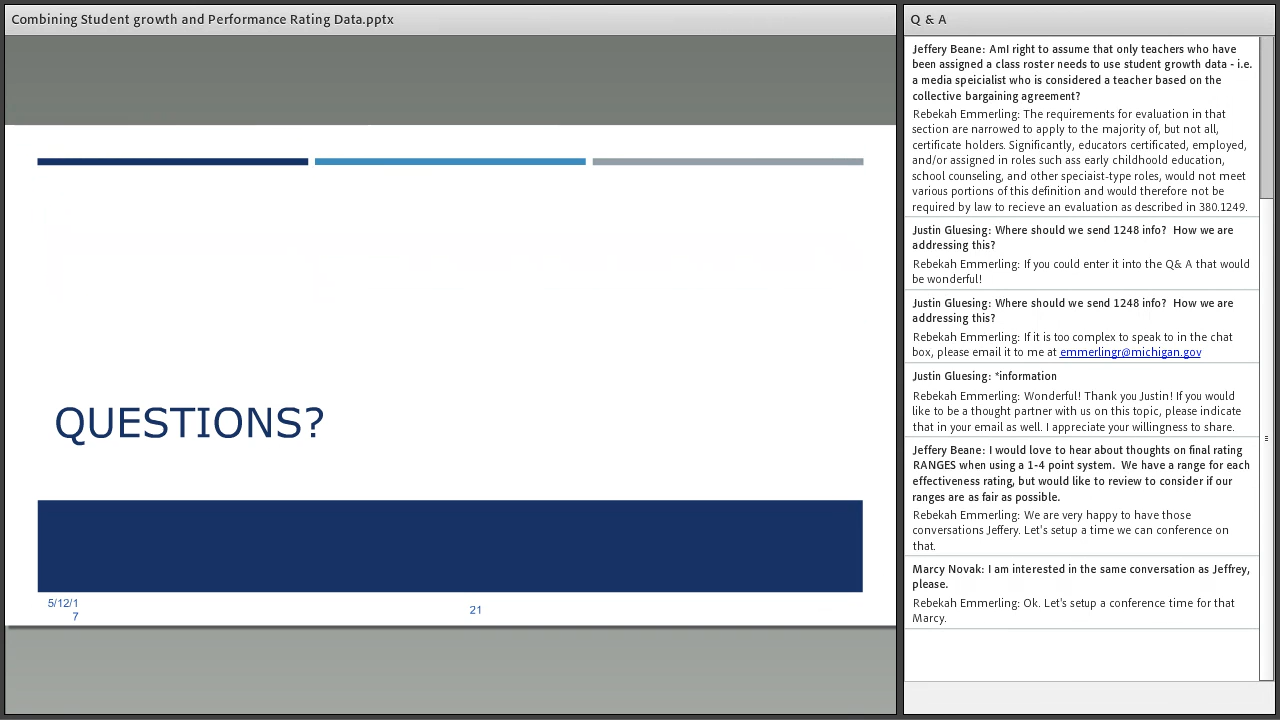 Combining Student growth and Performance Rating Data.pptx
QUESTIONS?
5/12/1
7
21
Q & A
Jeffery Beane: AmI right to assume that only teachers who have
been assigned a class roster needs to use student growth data - i.e.
a media speicialist who is considered a teacher based on the
collective bargaining agreement?
Rebekah Emmerling: The requirements for evaluation in that
section are narrowed to apply to the majority of, but not all,
certificate holders. Significantly, educators certificated, employed,
and/or assigned in roles such ass early childhoold education,
school counseling, and other speciaist-type roles, would not meet
various portions of this definition and would therefore not be
required by law to recieve an evaluation as described in 380.1249.
Justin Gluesing: Where should we send 1248 info?  How we are
addressing this?
Rebekah Emmerling: If you could enter it into the Q& A that would
be wonderful!
Justin Gluesing: Where should we send 1248 info?  How we are
addressing this?
Rebekah Emmerling: If it is too complex to speak to in the chat
box, please email it to me at emmerlingr@michigan.gov
Justin Gluesing: *information
Rebekah Emmerling: Wonderful! Thank you Justin! If you would
like to be a thought partner with us on this topic, please indicate
that in your email as well. I appreciate your willingness to share.
Jeffery Beane: I would love to hear about thoughts on final rating
RANGES when using a 1-4 point system.  We have a range for each
effectiveness rating, but would like to review to consider if our
ranges are as fair as possible.
Rebekah Emmerling: We are very happy to have those
conversations Jeffery. Let's setup a time we can conference on
that.
Marcy Novak: I am interested in the same conversation as Jeffrey,
please.
Rebekah Emmerling: Ok. Let's setup a conference time for that
Marcy.